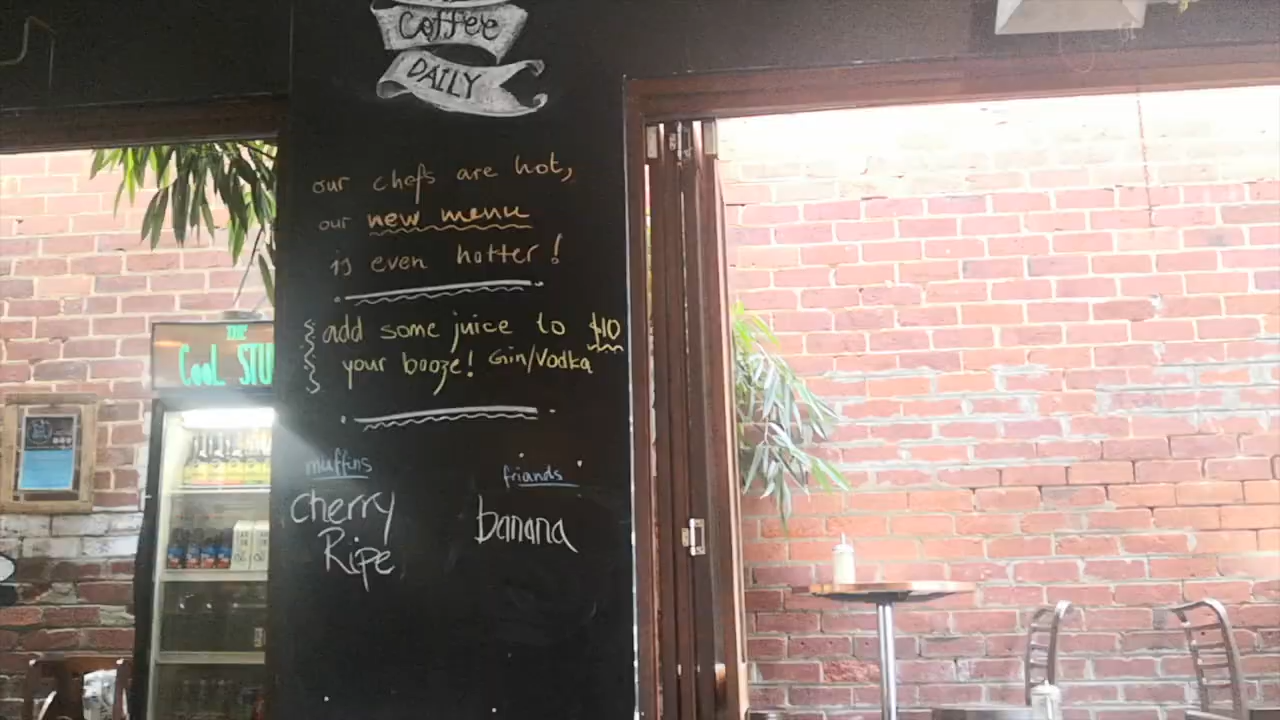 Coffee
DAILY
our chefs are hot,
our new menu
is even hotter!
add some juice to $10
your booze! Gin/Vodka
muffins
Cherry
Ripe
friands
banana
THE
COOL STU